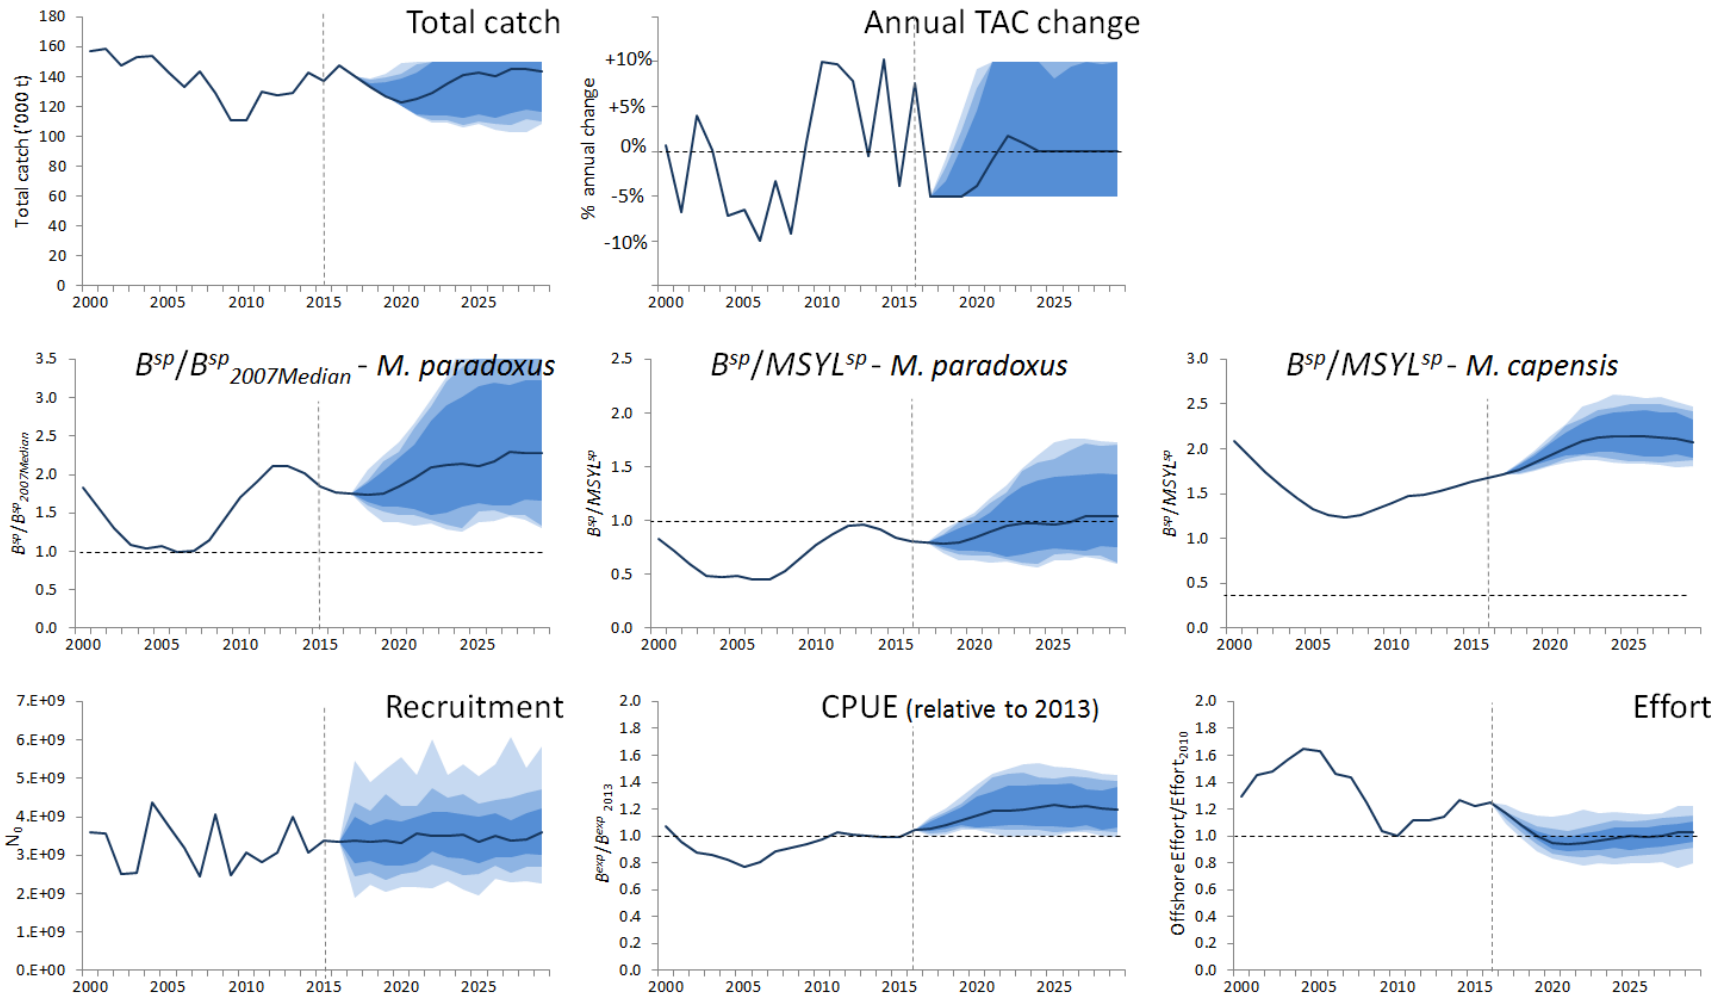 Total catch
Total catch ('000 t)
180
160
140
120
100
80
60
40
20
0
2000 2005 2010 2015 2020 2025
Annual TAC change
% annual change
+10%
+5%
0%
-5%
-10%
2000 2005 2010 2015 2020 2025
Bsp/Bsp2007Median - M. paradoxus
Bsp/Bsp2007Median
3.5
3.0
2.5
2.0
1.5
1.0
0.5
0.0
2000 2005 2010 2015 2020 2025
Bsp/MSYLsp - M. paradoxus
Bsp/MSYLsp
2.5
2.0
1.5
1.0
0.5
0.0
2000 2005 2010 2015 2020 2025
Bsp/MSYLsp - M. capensis
Bsp/MSYLsp
3.0
2.5
2.0
1.5
1.0
0.5
0.0
2000 2005 2010 2015 2020 2025
Recruitment
N0
7.E+09
6.E+09
5.E+09
4.E+09
3.E+09
2.E+09
1.E+09
0.E+00
2000 2005 2010 2015 2020 2025
CPUE (relative to 2013)
Bexp/Bexp2013
2.0
1.8
1.6
1.4
1.2
1.0
0.8
0.6
0.4
0.2
0.0
2000 2005 2010 2015 2020 2025
Effort
Offshore Effort/Effort2010
2.0
1.8
1.6
1.4
1.2
1.0
0.8
0.6
0.4
0.2
0.0
2000 2005 2010 2015 2020 2025